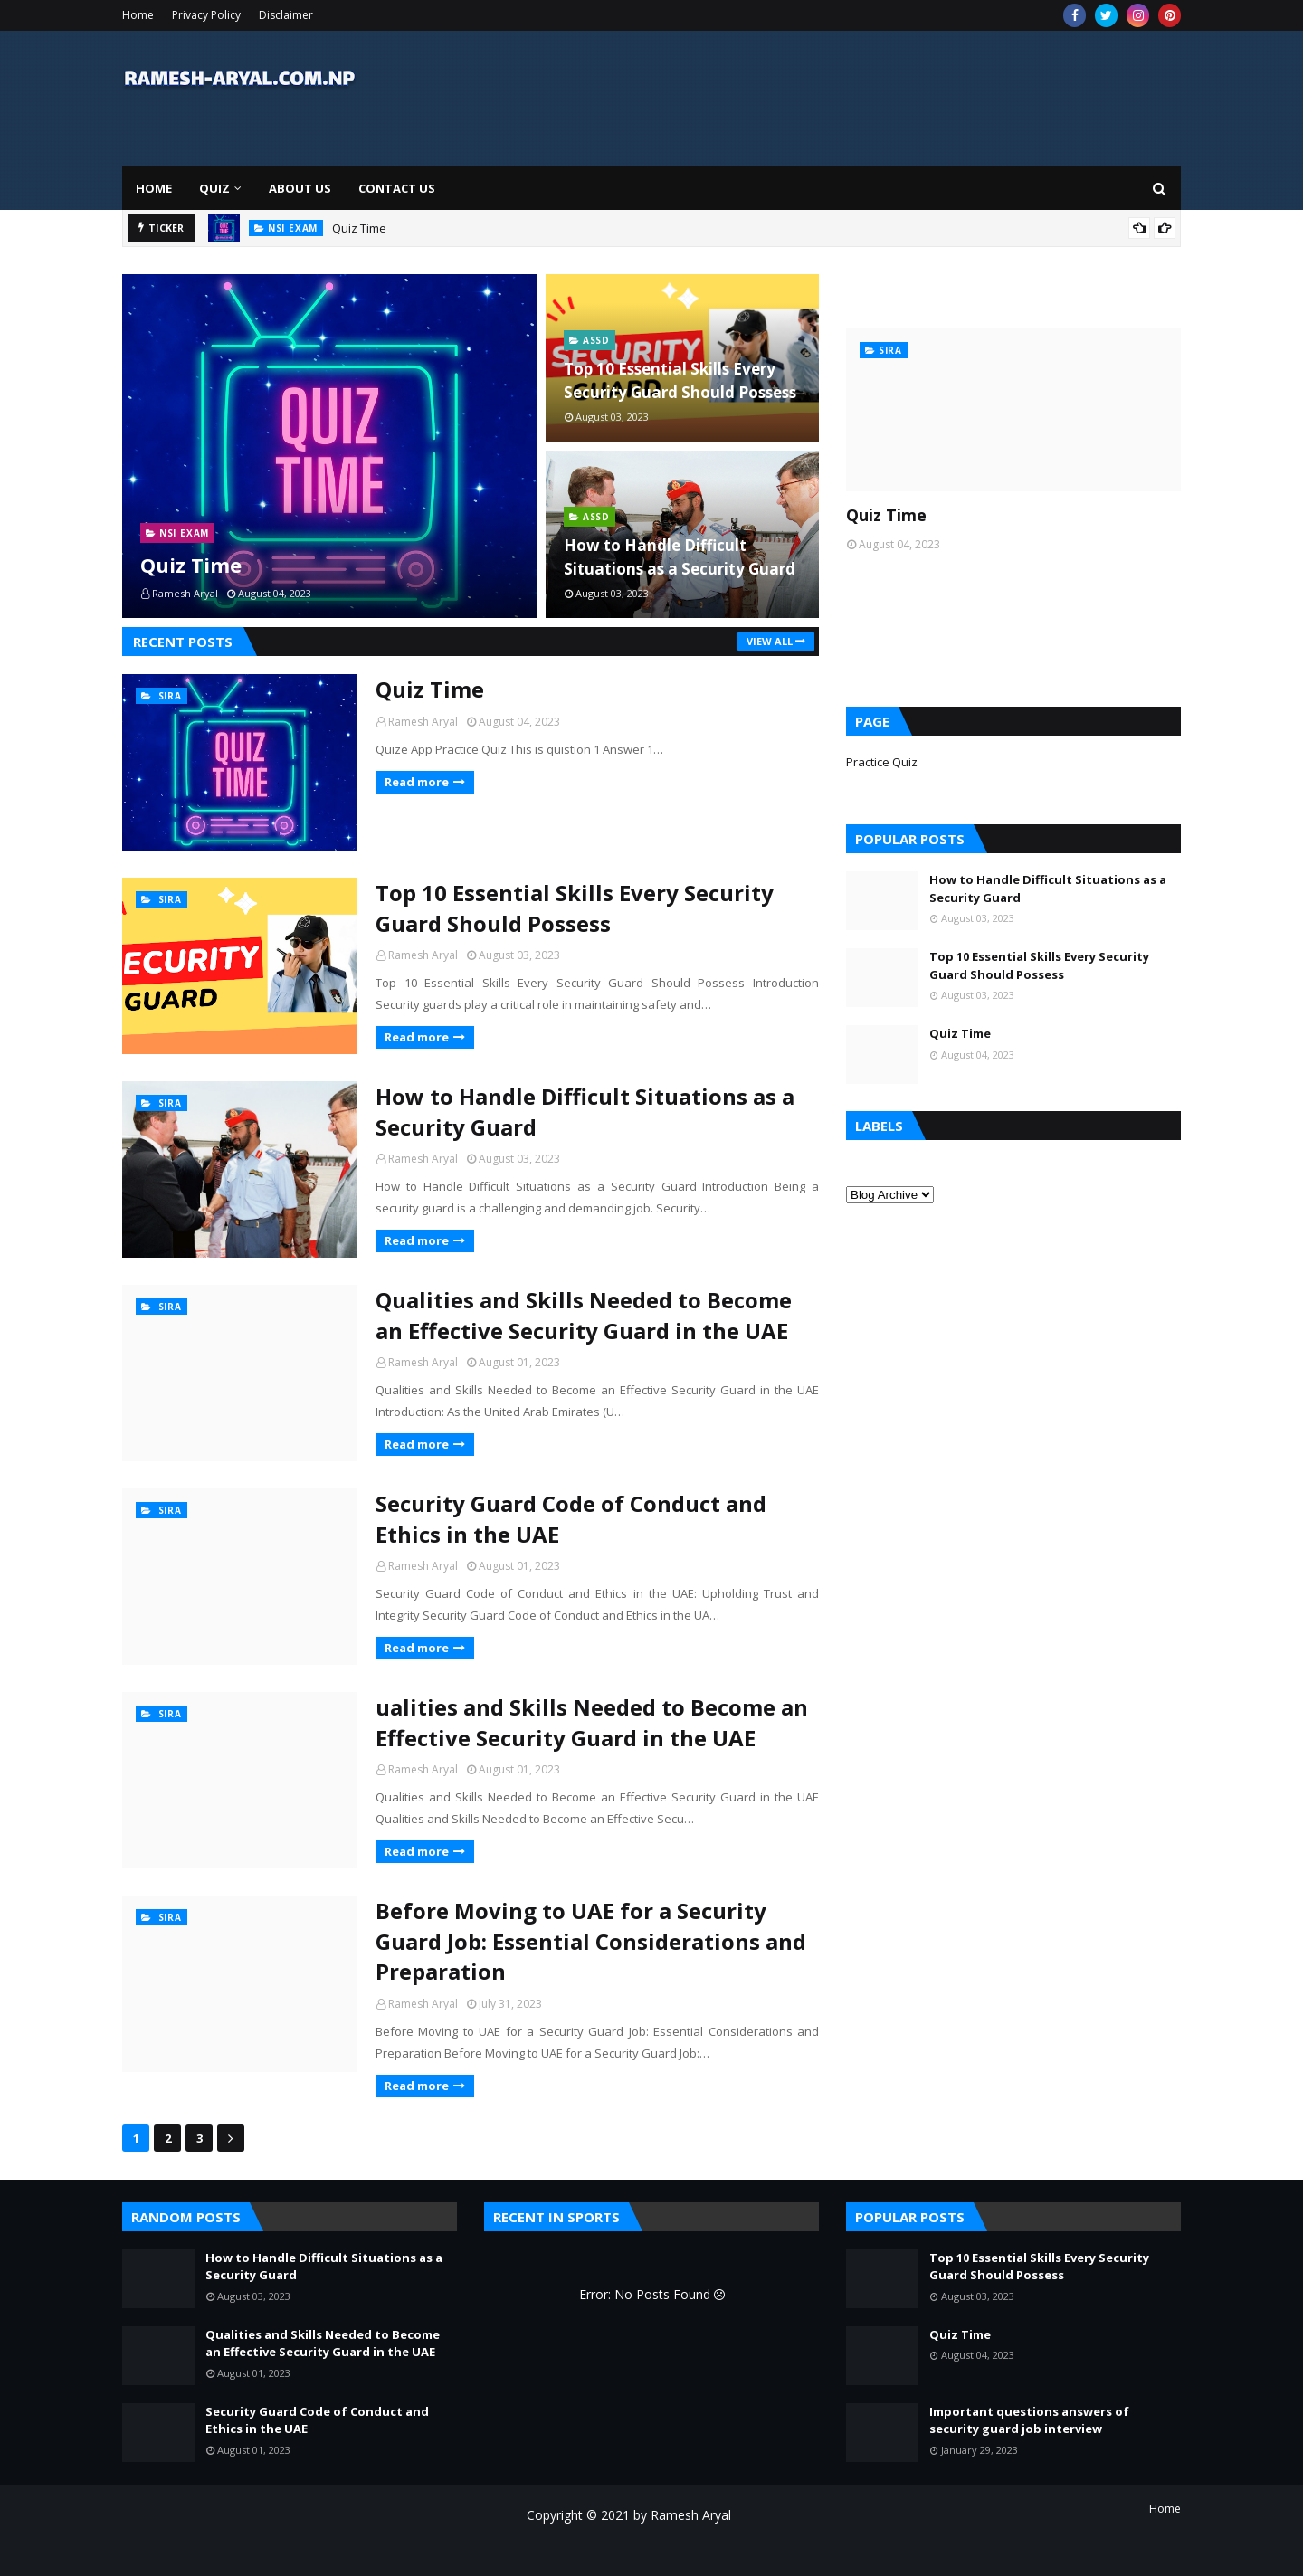 Home Privacy Policy Disclaimer
RAMESH-ARYAL.COM.NP
HOME QUIZ ABOUT US CONTACT US
TICKER NSI EXAM Quiz Time
QUIZ
TIME
NSI EXAM
Quiz Time
Ramesh Aryal August 04, 2023
SECURITY
ASSD
Top 10 Essential Skills Every
Security Guard Should Possess
August 03, 2023
ASSD
How to Handle Difficult
Situations as a Security Guard
August 03, 2023
SIRA
Quiz Time
August 04, 2023
RECENT POSTS VIEW ALL
SIRA
QUIZ
TIME
Quiz Time
Ramesh Aryal August 04, 2023
Quize App Practice Quiz This is quistion 1 Answer 1…
Read more
SIRA
ECURITY
GUARD
Top 10 Essential Skills Every Security
Guard Should Possess
Ramesh Aryal August 03, 2023
Top 10 Essential Skills Every Security Guard Should Possess Introduction
Security guards play a critical role in maintaining safety and…
Read more
SIRA
How to Handle Difficult Situations as a
Security Guard
Ramesh Aryal August 03, 2023
How to Handle Difficult Situations as a Security Guard Introduction Being a
security guard is a challenging and demanding job. Security…
Read more
SIRA
Qualities and Skills Needed to Become
an Effective Security Guard in the UAE
Ramesh Aryal August 01, 2023
Qualities and Skills Needed to Become an Effective Security Guard in the UAE
Introduction: As the United Arab Emirates (U…
Read more
SIRA
Security Guard Code of Conduct and
Ethics in the UAE
Ramesh Aryal August 01, 2023
Security Guard Code of Conduct and Ethics in the UAE: Upholding Trust and
Integrity Security Guard Code of Conduct and Ethics in the UA…
Read more
SIRA
ualities and Skills Needed to Become an
Effective Security Guard in the UAE
Ramesh Aryal August 01, 2023
Qualities and Skills Needed to Become an Effective Security Guard in the UAE
Qualities and Skills Needed to Become an Effective Secu…
Read more
SIRA
Before Moving to UAE for a Security
Guard Job: Essential Considerations and
Preparation
Ramesh Aryal July 31, 2023
Before Moving to UAE for a Security Guard Job: Essential Considerations and
Preparation Before Moving to UAE for a Security Guard Job:…
Read more
1 2 3
PAGE
Practice Quiz
POPULAR POSTS
How to Handle Difficult Situations as a
Security Guard
August 03, 2023
Top 10 Essential Skills Every Security
Guard Should Possess
August 03, 2023
Quiz Time
August 04, 2023
LABELS
Blog Archive
RANDOM POSTS
How to Handle Difficult Situations as a
Security Guard
August 03, 2023
Qualities and Skills Needed to Become
an Effective Security Guard in the UAE
August 01, 2023
Security Guard Code of Conduct and
Ethics in the UAE
August 01, 2023
RECENT IN SPORTS
Error: No Posts Found
POPULAR POSTS
Top 10 Essential Skills Every Security
Guard Should Possess
August 03, 2023
Quiz Time
August 04, 2023
Important questions answers of
security guard job interview
January 29, 2023
Copyright © 2021 by Ramesh Aryal
Home